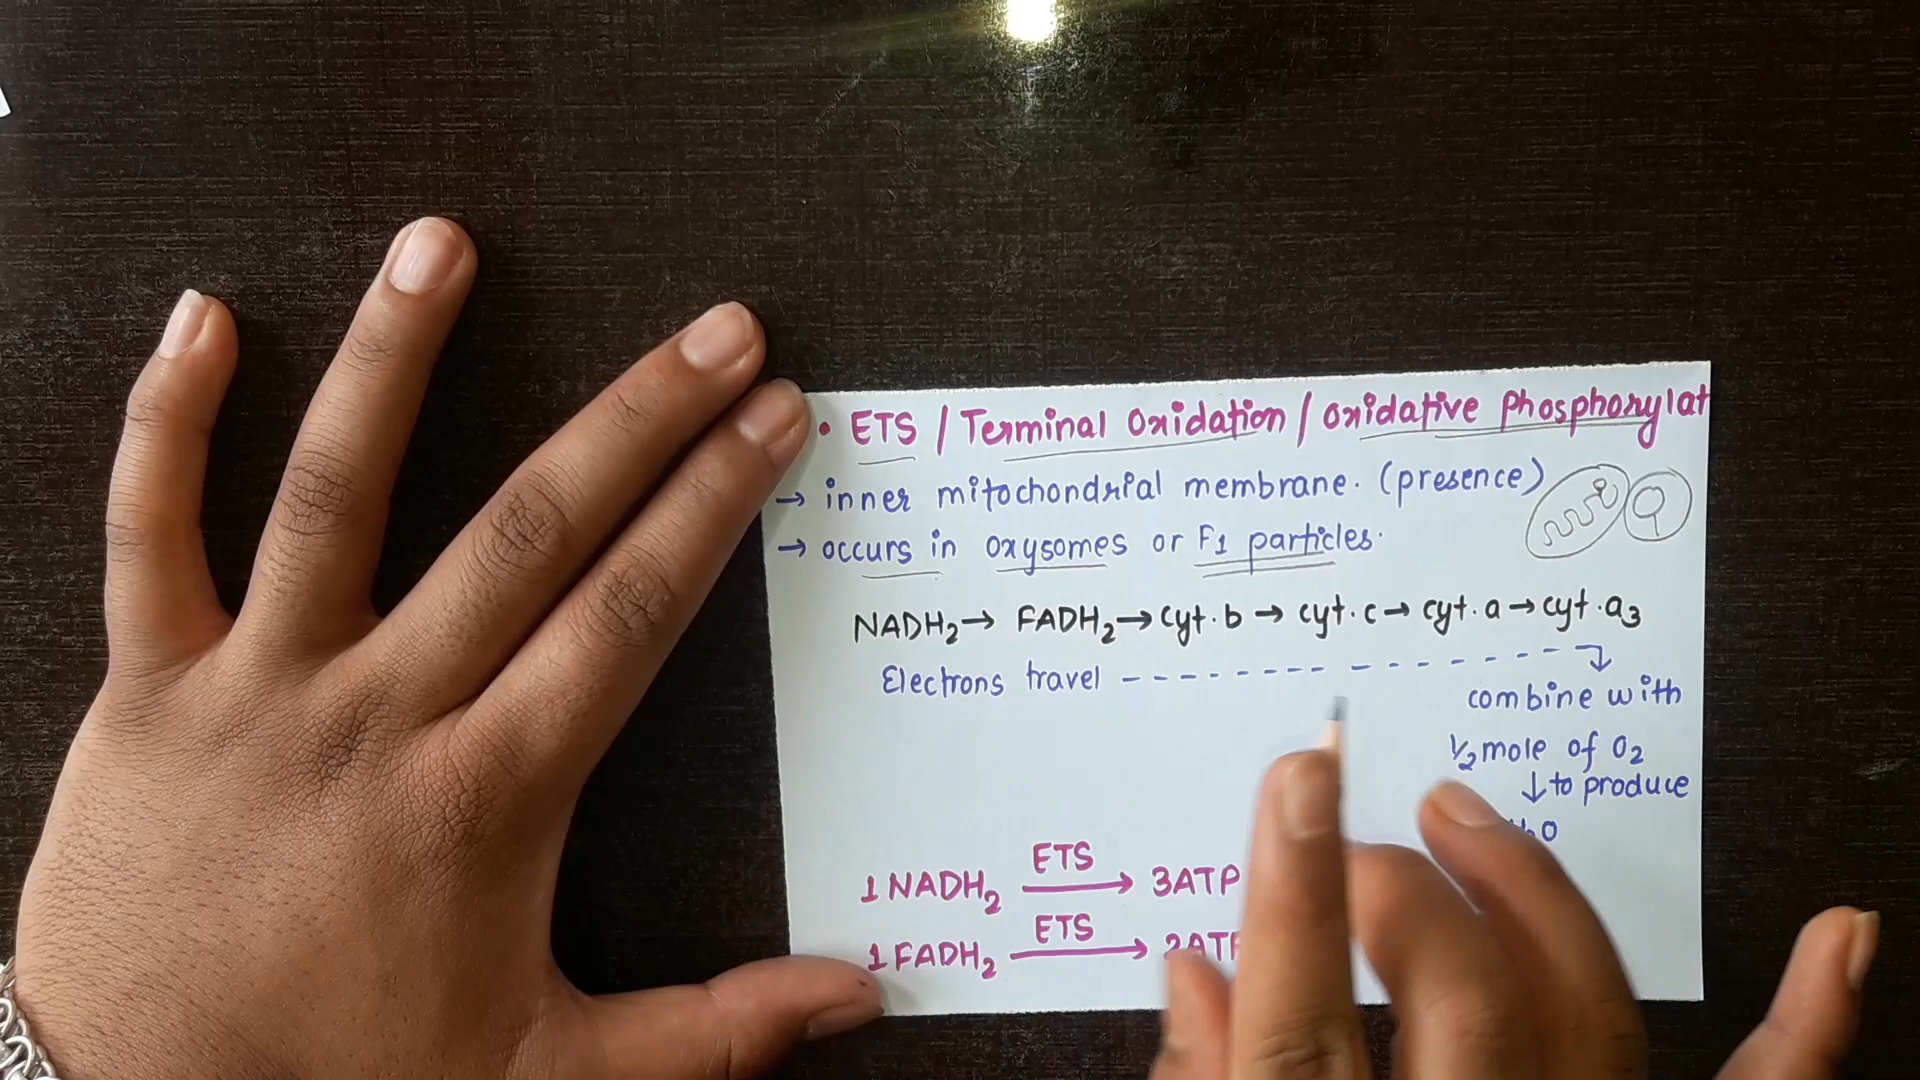 • ETS / Terminal Oxidation / Oxidative Phosphorylat
→ inner mitochondrial membrane. (presence)
→ occurs in oxysomes or F1 particles.
NADH₂ → FADH₂ → cyt.b → cyt.c → cyt.a → cyt.a₃
Electrons travel
combine with
½ mole of O₂
↓ to produce
1 NADH₂ ETS → 3ATP
1 FADH₂ ETS → 2ATP